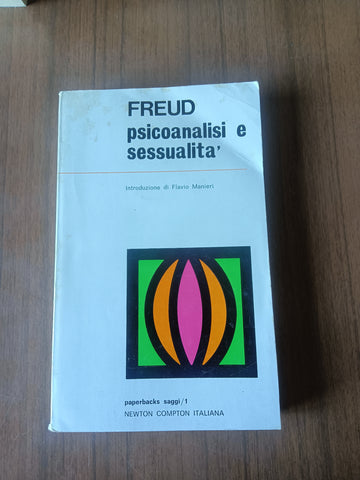 FREUD
psicoanalisi e
sessualita'
Introduzione di Flavio Manieri
paperbacks saggi/1
NEWTON COMPTON ITALIANA